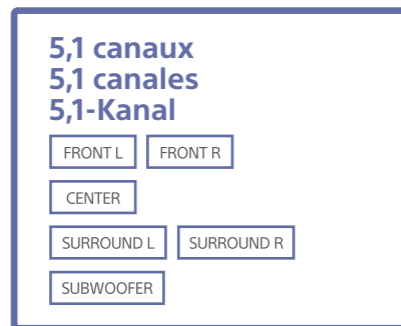 5,1 canaux
5,1 canales
5,1-Kanal
FRONT L FRONT R
CENTER
SURROUND L SURROUND R
SUBWOOFER